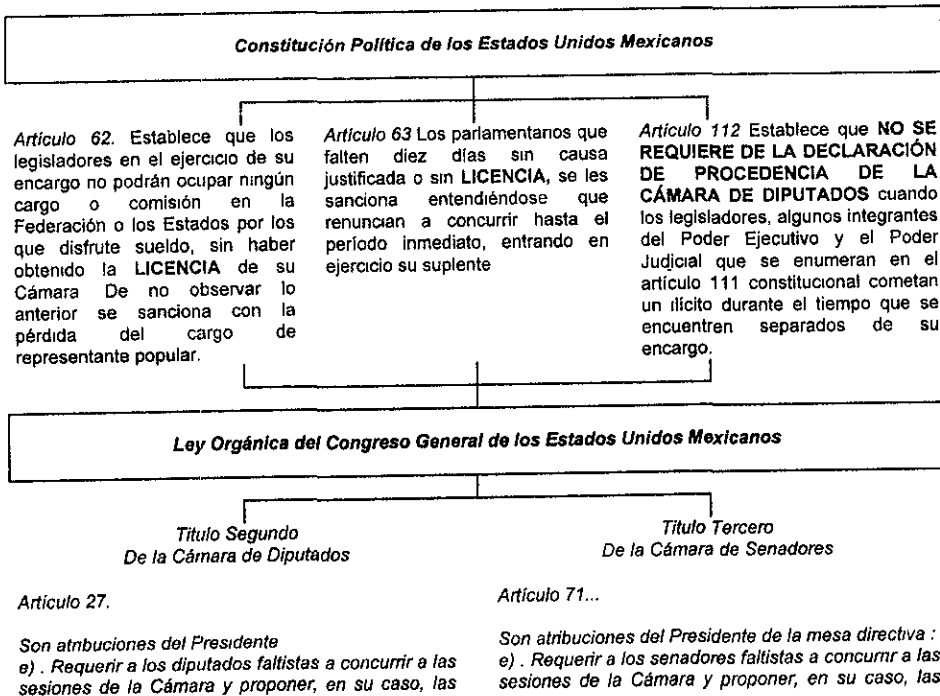 Constitución Política de los Estados Unidos Mexicanos
Artículo 62. Establece que los
legisladores en el ejercicio de su
encargo no podrán ocupar ningún
cargo o comisión en la
Federación o los Estados por los
que disfrute sueldo, sin haber
obtenido la LICENCIA de su
Cámara De no observar lo
anterior se sanciona con la
pérdida del cargo de
representante popular.
Artículo 63 Los parlamentarios que
falten diez días sin causa
justificada o sin LICENCIA, se les
sanciona entendiéndose que
renuncian a concurrir hasta el
período inmediato, entrando en
ejercicio su suplente
Artículo 112 Establece que NO SE
REQUIERE DE LA DECLARACIÓN
DE PROCEDENCIA DE LA
CÁMARA DE DIPUTADOS cuando
los legisladores, algunos integrantes
del Poder Ejecutivo y el Poder
Judicial que se enumeran en el
artículo 111 constitucional cometan
un ilícito durante el tiempo que se
encuentren separados de su
encargo.
Ley Orgánica del Congreso General de los Estados Unidos Mexicanos
Titulo Segundo
De la Cámara de Diputados
Artículo 27.
Son atribuciones del Presidente
e) . Requerir a los diputados faltistas a concurrir a las
sesiones de la Cámara y proponer, en su caso, las
Titulo Tercero
De la Cámara de Senadores
Artículo 71...
Son atribuciones del Presidente de la mesa directiva :
e) . Requerir a los senadores faltistas a concurrir a las
sesiones de la Cámara y proponer, en su caso, las